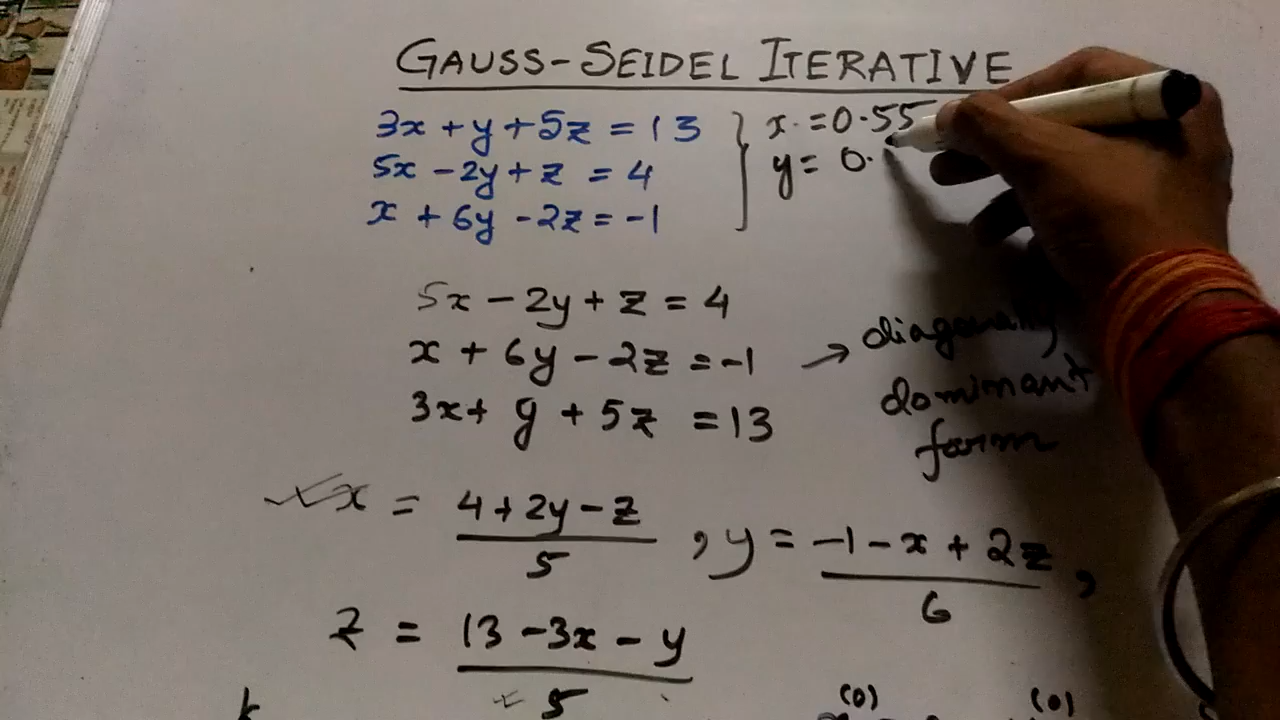 GAUSS-SEIDEL ITERATIVE
3x + y + 5z = 13
5x - 2y + z = 4
x + 6y - 2z = -1
x = 0.55
y = 0.
5x - 2y + z = 4
x + 6y - 2z = -1
3x + y + 5z = 13
→ diagonally
dominant
form
x = (4 + 2y - z)/5 , y = (-1 - x + 2z)/6 ,
z = (13 - 3x - y)/5
k (0) (0)